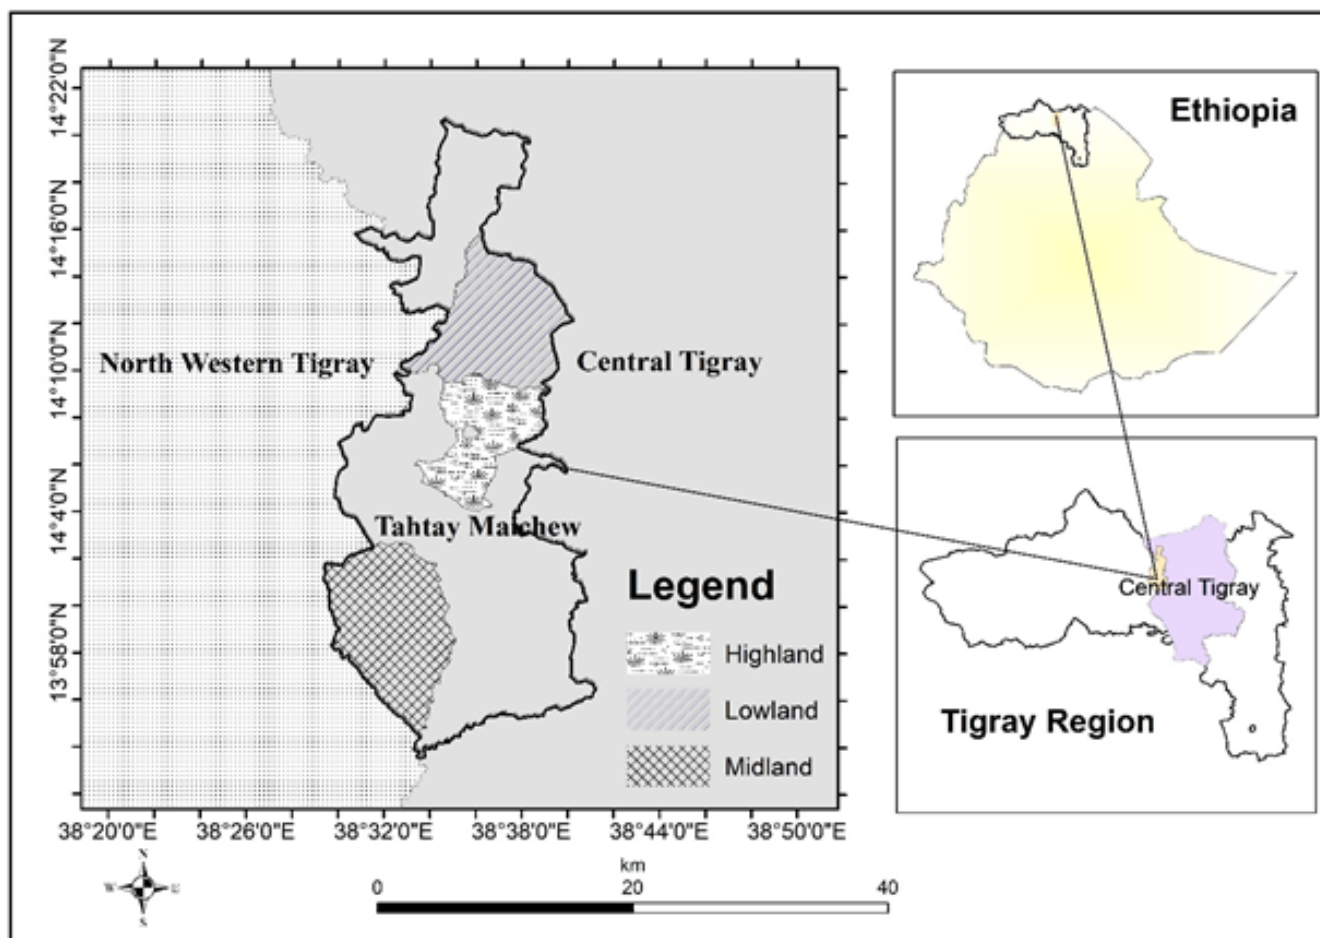 14°22'0"N
14°16'0"N
14°10'0"N
14°4'0"N
13°58'0"N
North Western Tigray
Central Tigray
Tahtay Maichew
Legend
Highland
Lowland
Midland
38°20'0"E
38°26'0"E
38°32'0"E
38°38'0"E
38°44'0"E
38°50'0"E
N
W
U
S
km
0
20
40
Ethiopia
Central Tigray
Tigray Region